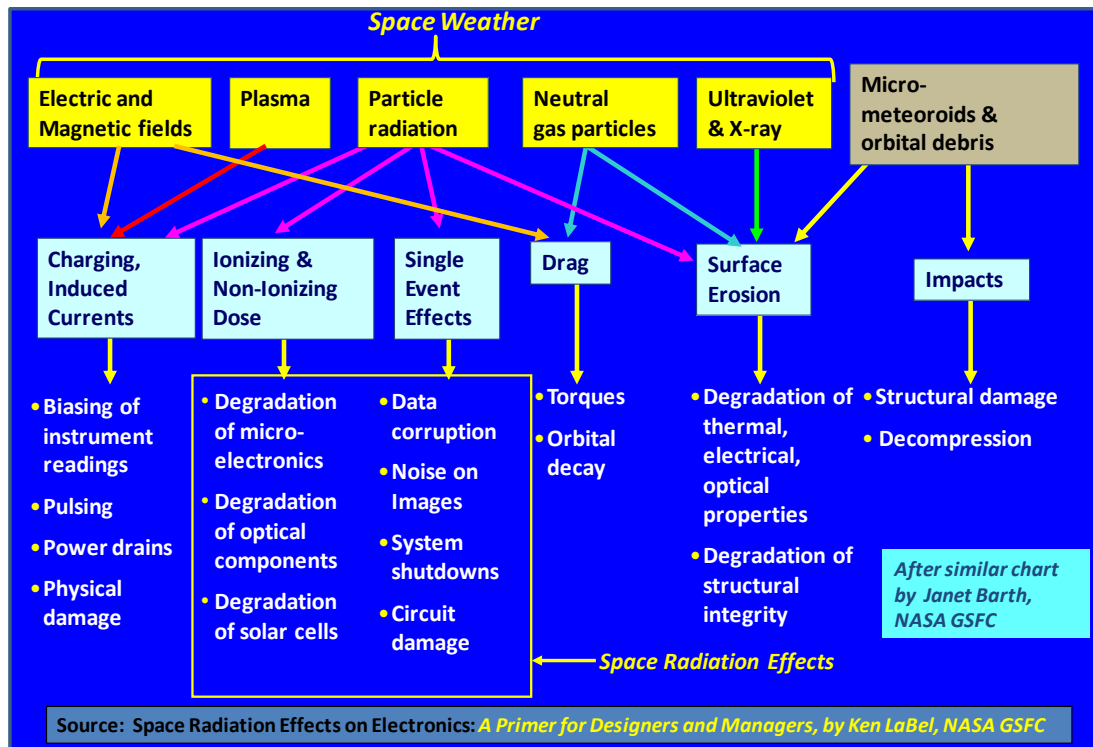 Space Weather
Electric and
Magnetic fields
Plasma
Particle
radiation
Neutral
gas particles
Ultraviolet
& X-ray
Micro-
meteoroids &
orbital debris
Charging,
Induced
Currents
Ionizing &
Non-Ionizing
Dose
Single
Event
Effects
Drag
Surface
Erosion
Impacts
• Biasing of
instrument
readings
• Pulsing
• Power drains
• Physical
damage
• Degradation
of micro-
electronics
• Degradation
of optical
components
• Degradation
of solar cells
• Data
corruption
• Noise on
Images
• System
shutdowns
• Circuit
damage
• Torques
• Orbital
decay
• Degradation of
thermal,
electrical,
optical
properties
• Degradation of
structural
integrity
• Structural damage
• Decompression
After similar chart
by Janet Barth,
NASA GSFC
Space Radiation Effects
Source: Space Radiation Effects on Electronics: A Primer for Designers and Managers, by Ken LaBel, NASA GSFC